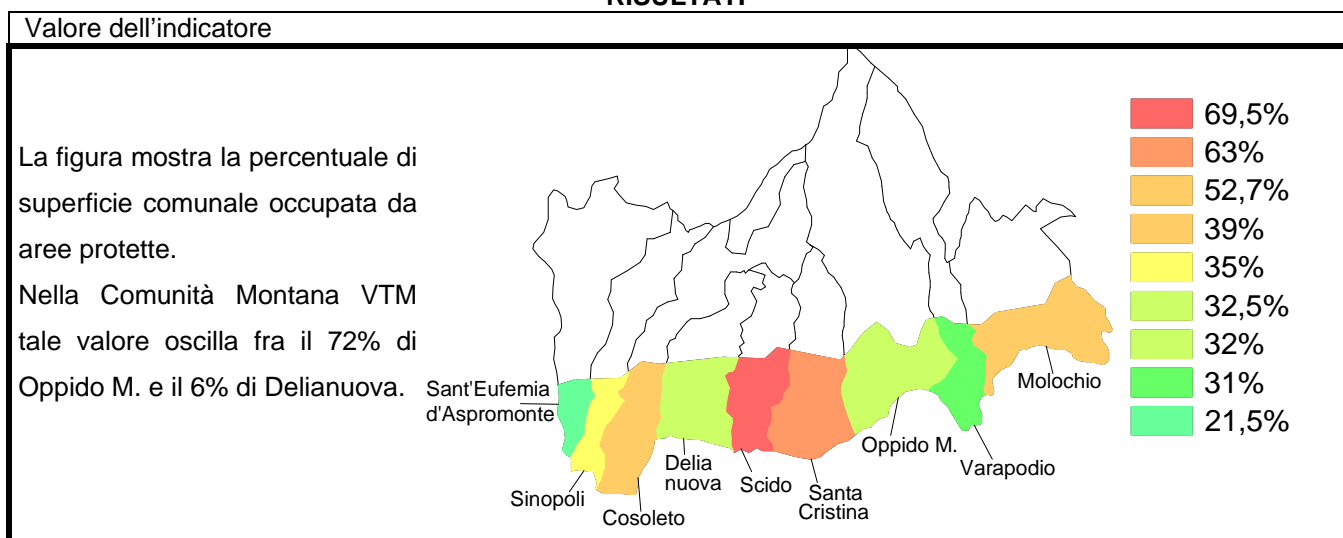 RISULTATI
Valore dell'indicatore
La figura mostra la percentuale di
superficie comunale occupata da
aree protette.
Nella Comunità Montana VTM
tale valore oscilla fra il 72% di
Oppido M. e il 6% di Delianuova.
Sant'Eufemia
d'Aspromonte
Sinopoli
Cosoleto
Delia
nuova
Scido
Santa
Cristina
Oppido M.
Varapodio
Molochio
69,5%
63%
52,7%
39%
35%
32,5%
32%
31%
21,5%